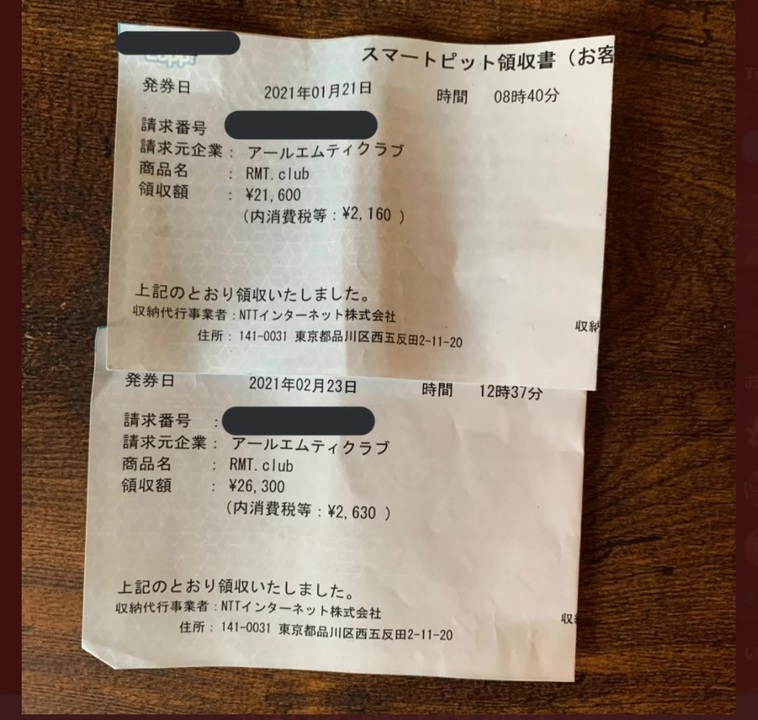 スマートピット領収書（お客
発券日 2021年01月21日 時間 08時40分
請求番号
請求元企業： アールエムティクラブ
商品名 ： RMT.club
領収額 ： ¥21,600
（内消費税等：¥2,160 ）
上記のとおり領収いたしました。
収納代行事業者：NTTインターネット株式会社
収納
住所： 141-0031 東京都品川区西五反田2-11-20
発券日 2021年02月23日 時間 12時37分
請求番号 ：
請求元企業： アールエムティクラブ
商品名 ： RMT.club
領収額 ： ¥26,300
（内消費税等：¥2,630 ）
上記のとおり領収いたしました。
収納代行事業者：NTTインターネット株式会社
収
住所： 141-0031 東京都品川区西五反田2-11-20